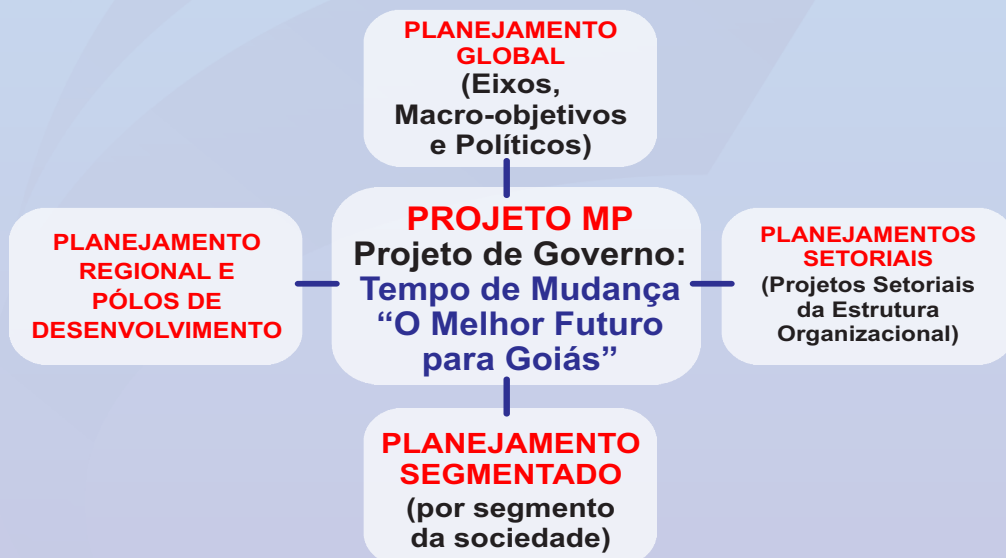 PLANEJAMENTO
GLOBAL
(Eixos,
Macro-objetivos
e Políticos)
PLANEJAMENTO
REGIONAL E
PÓLOS DE
DESENVOLVIMENTO
PROJETO MP
Projeto de Governo:
Tempo de Mudança
“O Melhor Futuro
para Goiás”
PLANEJAMENTOS
SETORIAIS
(Projetos Setoriais
da Estrutura
Organizacional)
PLANEJAMENTO
SEGMENTADO
(por segmento
da sociedade)